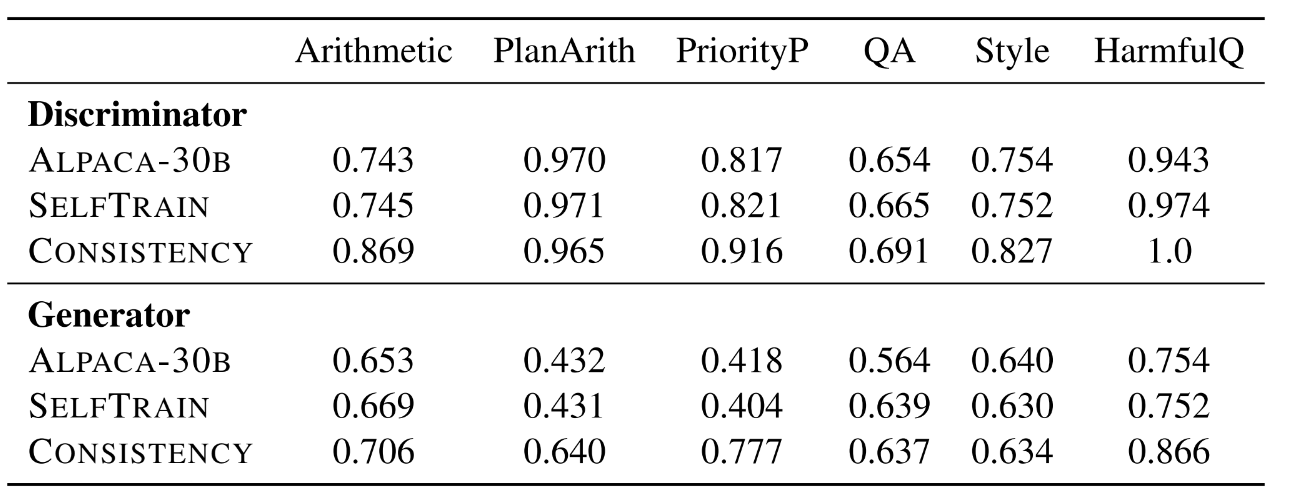 Arithmetic PlanArith PriorityP QA Style HarmfulQ
Discriminator
ALPACA-30B 0.743 0.970 0.817 0.654 0.754 0.943
SELFTRAIN 0.745 0.971 0.821 0.665 0.752 0.974
CONSISTENCY 0.869 0.965 0.916 0.691 0.827 1.0
Generator
ALPACA-30B 0.653 0.432 0.418 0.564 0.640 0.754
SELFTRAIN 0.669 0.431 0.404 0.639 0.630 0.752
CONSISTENCY 0.706 0.640 0.777 0.637 0.634 0.866